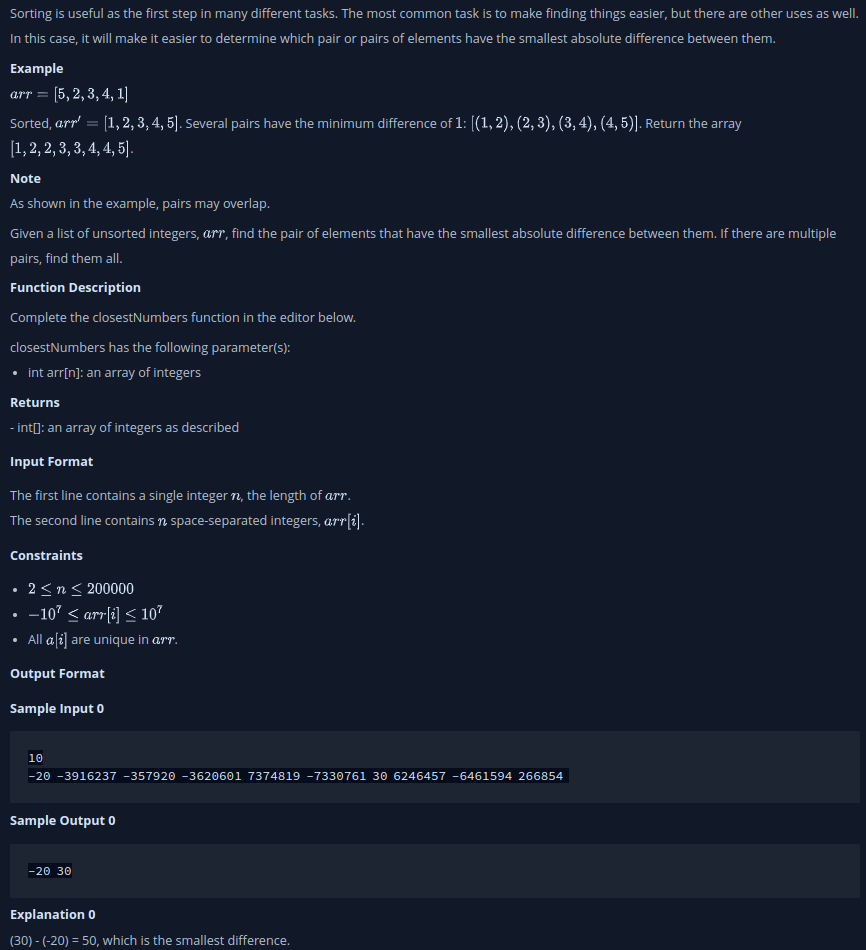 Sorting is useful as the first step in many different tasks. The most common task is to make finding things easier, but there are other uses as well.
In this case, it will make it easier to determine which pair or pairs of elements have the smallest absolute difference between them.
Example
arr = [5, 2, 3, 4, 1]
Sorted, arr′ = [1, 2, 3, 4, 5]. Several pairs have the minimum difference of 1: [(1, 2), (2, 3), (3, 4), (4, 5)]. Return the array
[1, 2, 2, 3, 3, 4, 4, 5].
Note
As shown in the example, pairs may overlap.
Given a list of unsorted integers, arr, find the pair of elements that have the smallest absolute difference between them. If there are multiple
pairs, find them all.
Function Description
Complete the closestNumbers function in the editor below.
closestNumbers has the following parameter(s):
• int arr[n]: an array of integers
Returns
- int[]: an array of integers as described
Input Format
The first line contains a single integer n, the length of arr.
The second line contains n space-separated integers, arr[i].
Constraints
• 2 ≤ n ≤ 200000
• −10⁷ ≤ arr[i] ≤ 10⁷
• All a[i] are unique in arr.
Output Format
Sample Input 0
10
-20 -3916237 -357920 -3620601 7374819 -7330761 30 6246457 -6461594 266854
Sample Output 0
-20 30
Explanation 0
(30) - (-20) = 50, which is the smallest difference.